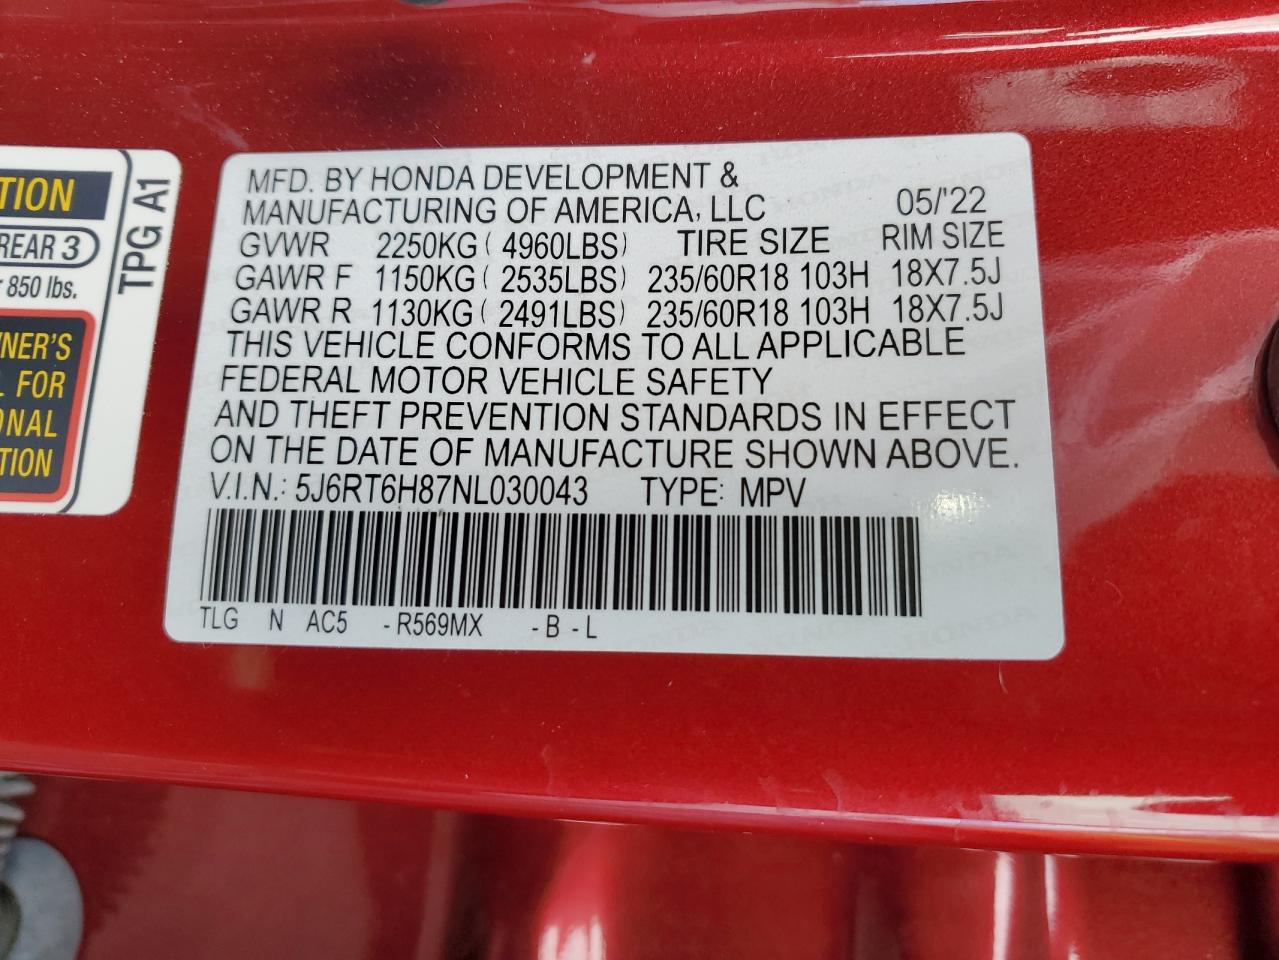 TION
REAR 3
850 lbs.
TPG A1
NER'S
FOR
TION
MFD. BY HONDA DEVELOPMENT &
MANUFACTURING OF AMERICA, LLC 05/'22
GVWR 2250KG ( 4960LBS) TIRE SIZE RIM SIZE
GAWR F 1150KG ( 2535LBS) 235/60R18 103H 18X7.5J
GAWR R 1130KG ( 2491LBS) 235/60R18 103H 18X7.5J
THIS VEHICLE CONFORMS TO ALL APPLICABLE
FEDERAL MOTOR VEHICLE SAFETY
AND THEFT PREVENTION STANDARDS IN EFFECT
ON THE DATE OF MANUFACTURE SHOWN ABOVE.
V.I.N.: 5J6RT6H87NL030043 TYPE: MPV
TLG N AC5 - R569MX - B - L